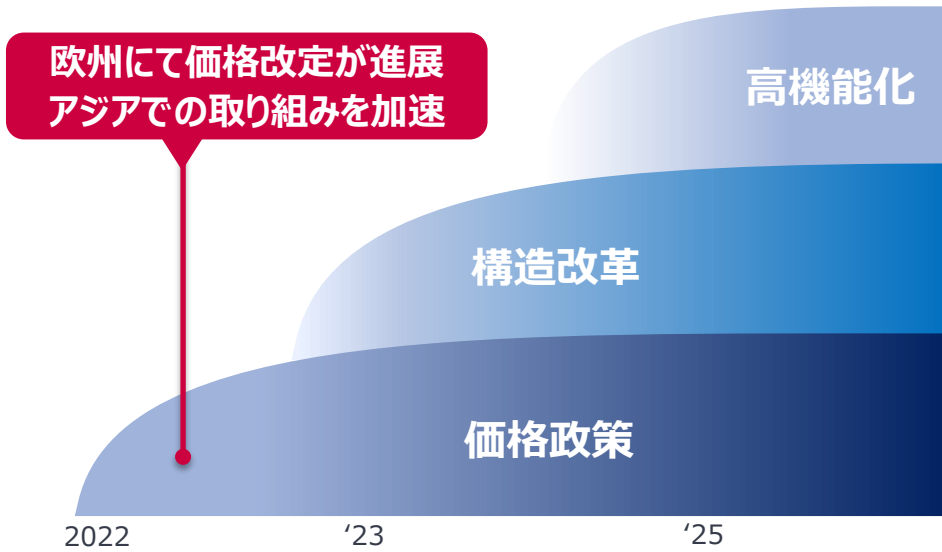 欧州にて価格改定が進展
アジアでの取り組みを加速
高機能化
構造改革
価格政策
2022
‘23
‘25